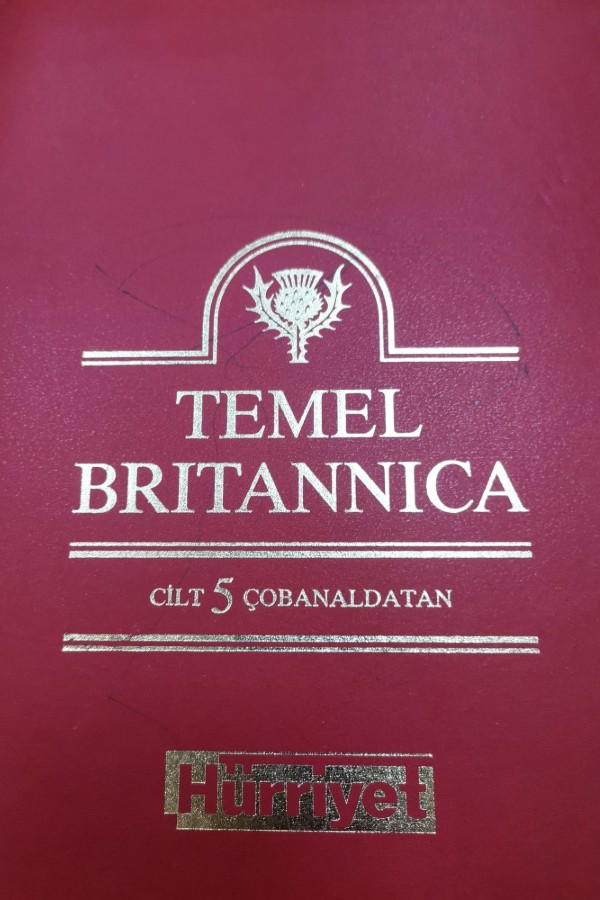 TEMEL
BRITANNICA
CİLT 5 ÇOBANALDATAN
Hürriyet